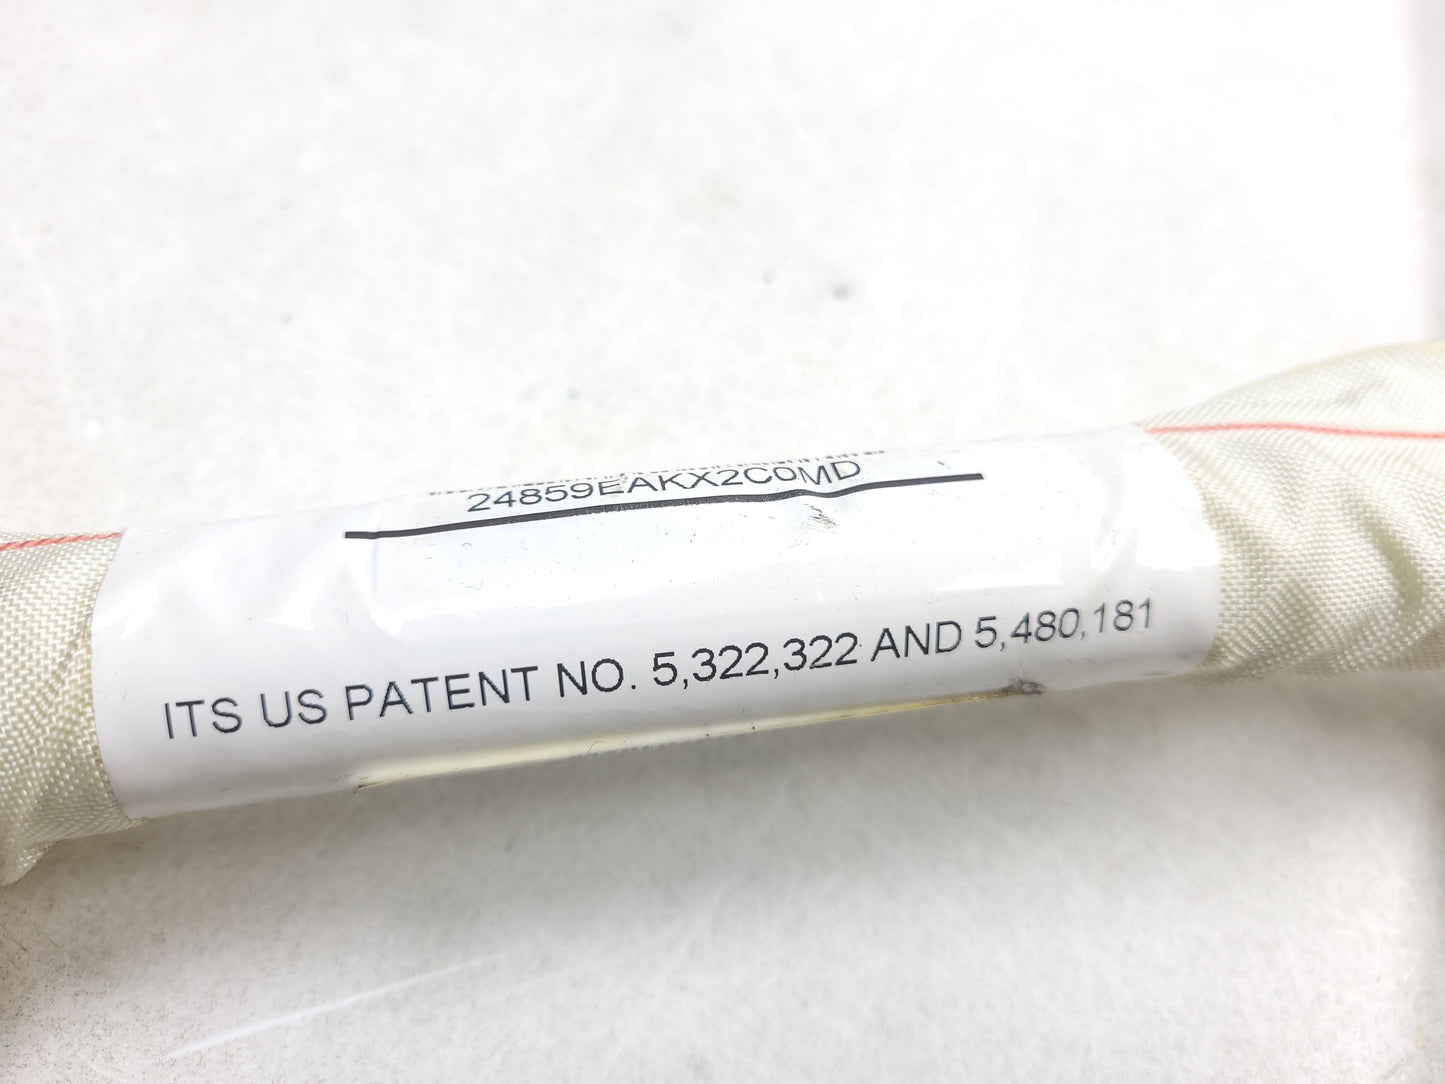 24859EAKX2C0MD
ITS US PATENT NO. 5,322,322 AND 5,480,181